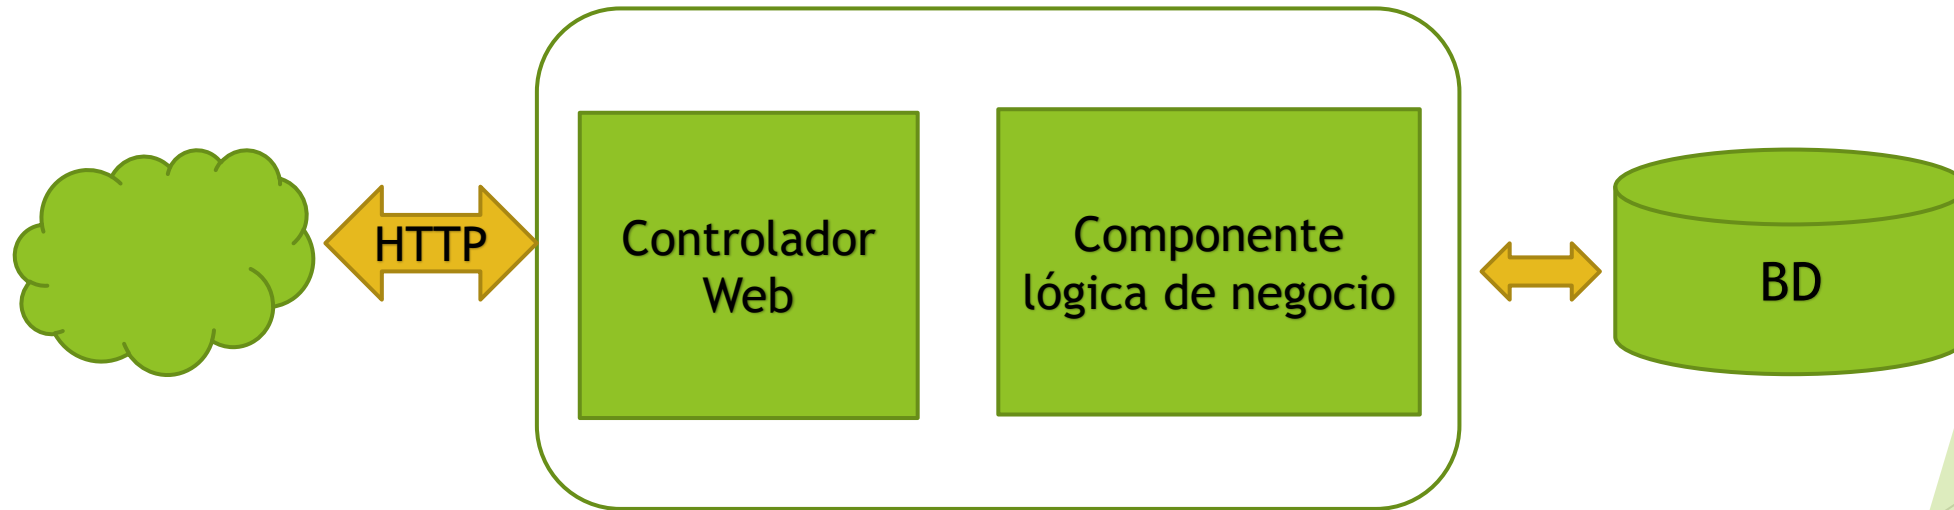 HTTP
Controlador
Web
Componente
lógica de negocio
BD